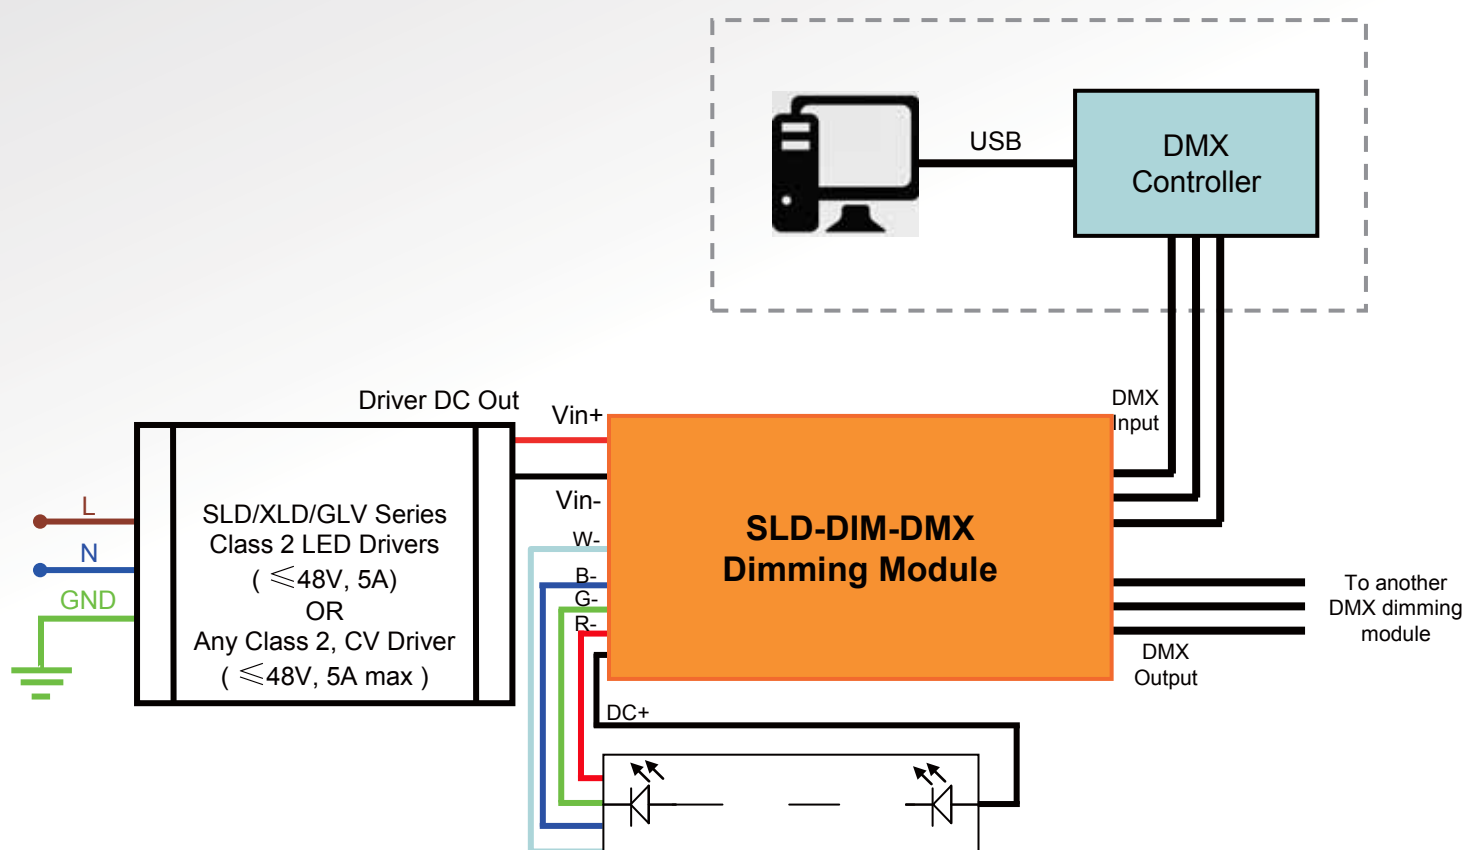 USB
DMX
Controller
DMX
Input
Driver DC Out
Vin+
Vin-
W-
B-
G-
R-
DC+
L
N
GND
SLD/XLD/GLV Series
Class 2 LED Drivers
( ≤48V, 5A)
OR
Any Class 2, CV Driver
( ≤48V, 5A max )
SLD-DIM-DMX
Dimming Module
To another
DMX dimming
module
DMX
Output